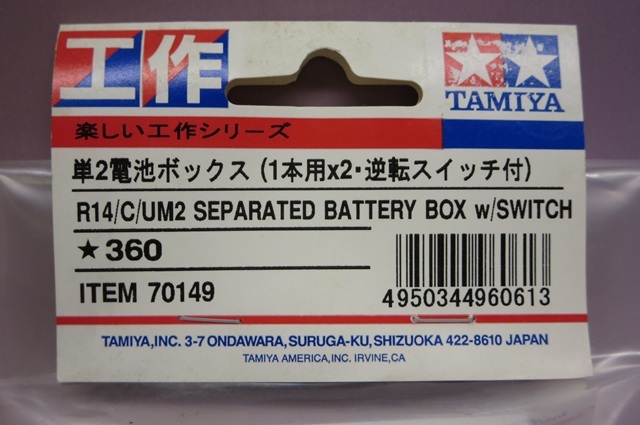 工作
TAMIYA
楽しい工作シリーズ
単2電池ボックス (1本用x2・逆転スイッチ付)
R14/C/UM2 SEPARATED BATTERY BOX w/SWITCH
★360
ITEM 70149
4950344960613
TAMIYA,INC. 3-7 ONDAWARA,SURUGA-KU,SHIZUOKA 422-8610 JAPAN
TAMIYA AMERICA,INC. IRVINE,CA